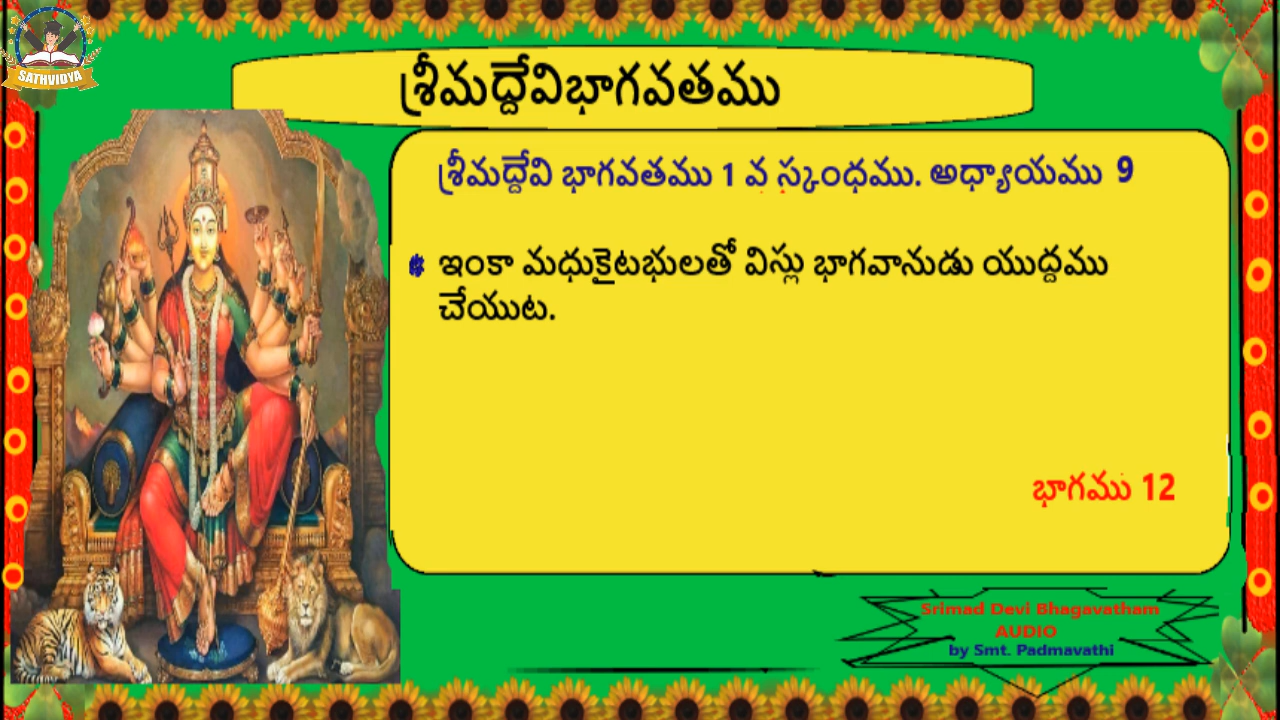 SATHVIDYA
శ్రీమద్దేవిభాగవతము
శ్రీమద్దేవి భాగవతము 1 వ స్కంధము. అధ్యాయము 9
ఇంకా మధుకైటభులతో విస్లు భాగవానుడు యుద్దము
చేయుట.
భాగము 12
Srimad Devi Bhagavatham
AUDIO
by Smt. Padmavathi